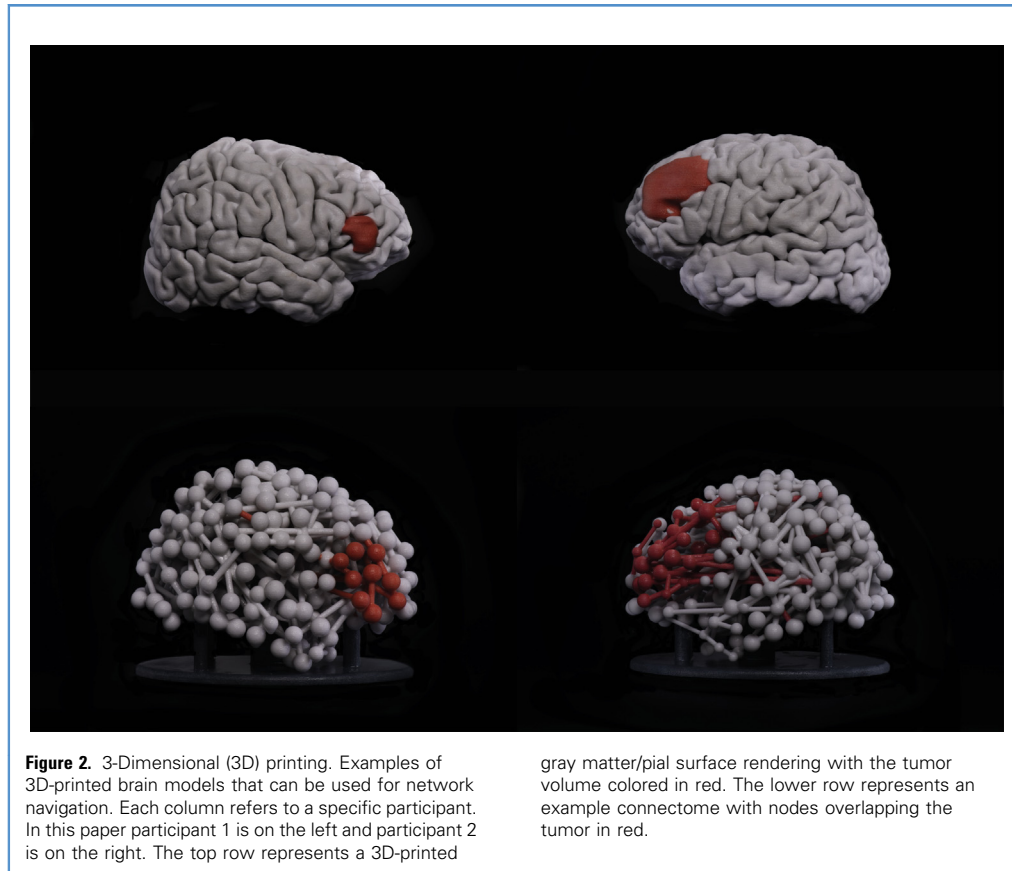 Figure 2. 3-Dimensional (3D) printing. Examples of
3D-printed brain models that can be used for network
navigation. Each column refers to a specific participant.
In this paper participant 1 is on the left and participant 2
is on the right. The top row represents a 3D-printed
gray matter/pial surface rendering with the tumor
volume colored in red. The lower row represents an
example connectome with nodes overlapping the
tumor in red.